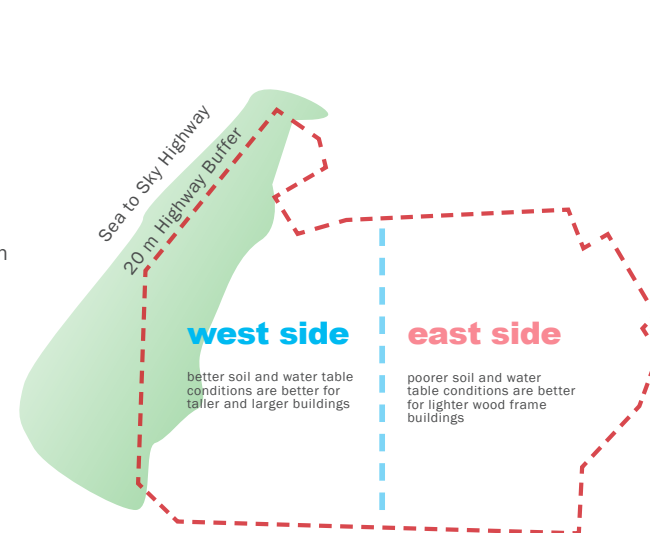 Sea to Sky Highway
20 m Highway Buffer
west side
better soil and water table
conditions are better for
taller and larger buildings
east side
poorer soil and water
table conditions are better
for lighter wood frame
buildings